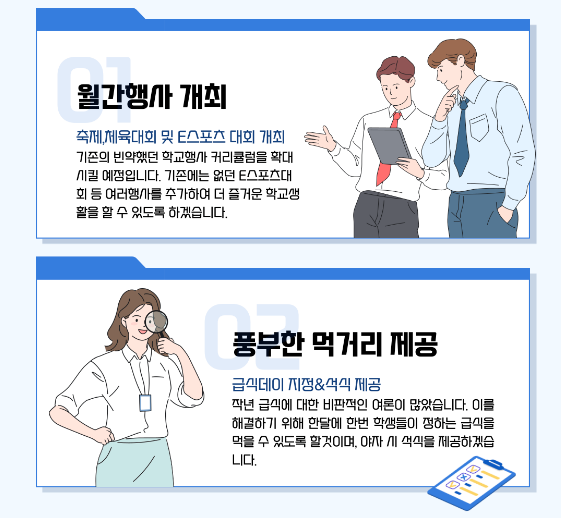 01
월간행사 개최
축제,체육대회 및 E스포츠 대회 개최
기존의 빈약했던 학교행사 커리큘럼을 확대
시킬 예정입니다. 기존에는 없던 E스포츠대
회 등 여러행사를 추가하여 더 즐거운 학교생
활을 할 수 있도록 하겠습니다.
02
풍부한 먹거리 제공
급식데이 지정&석식 제공
작년 급식에 대한 비판적인 여론이 많았습니다. 이를
해결하기 위해 한달에 한번 학생들이 정하는 급식을
먹을 수 있도록 할것이며, 야자 시 석식을 제공하겠습
니다.